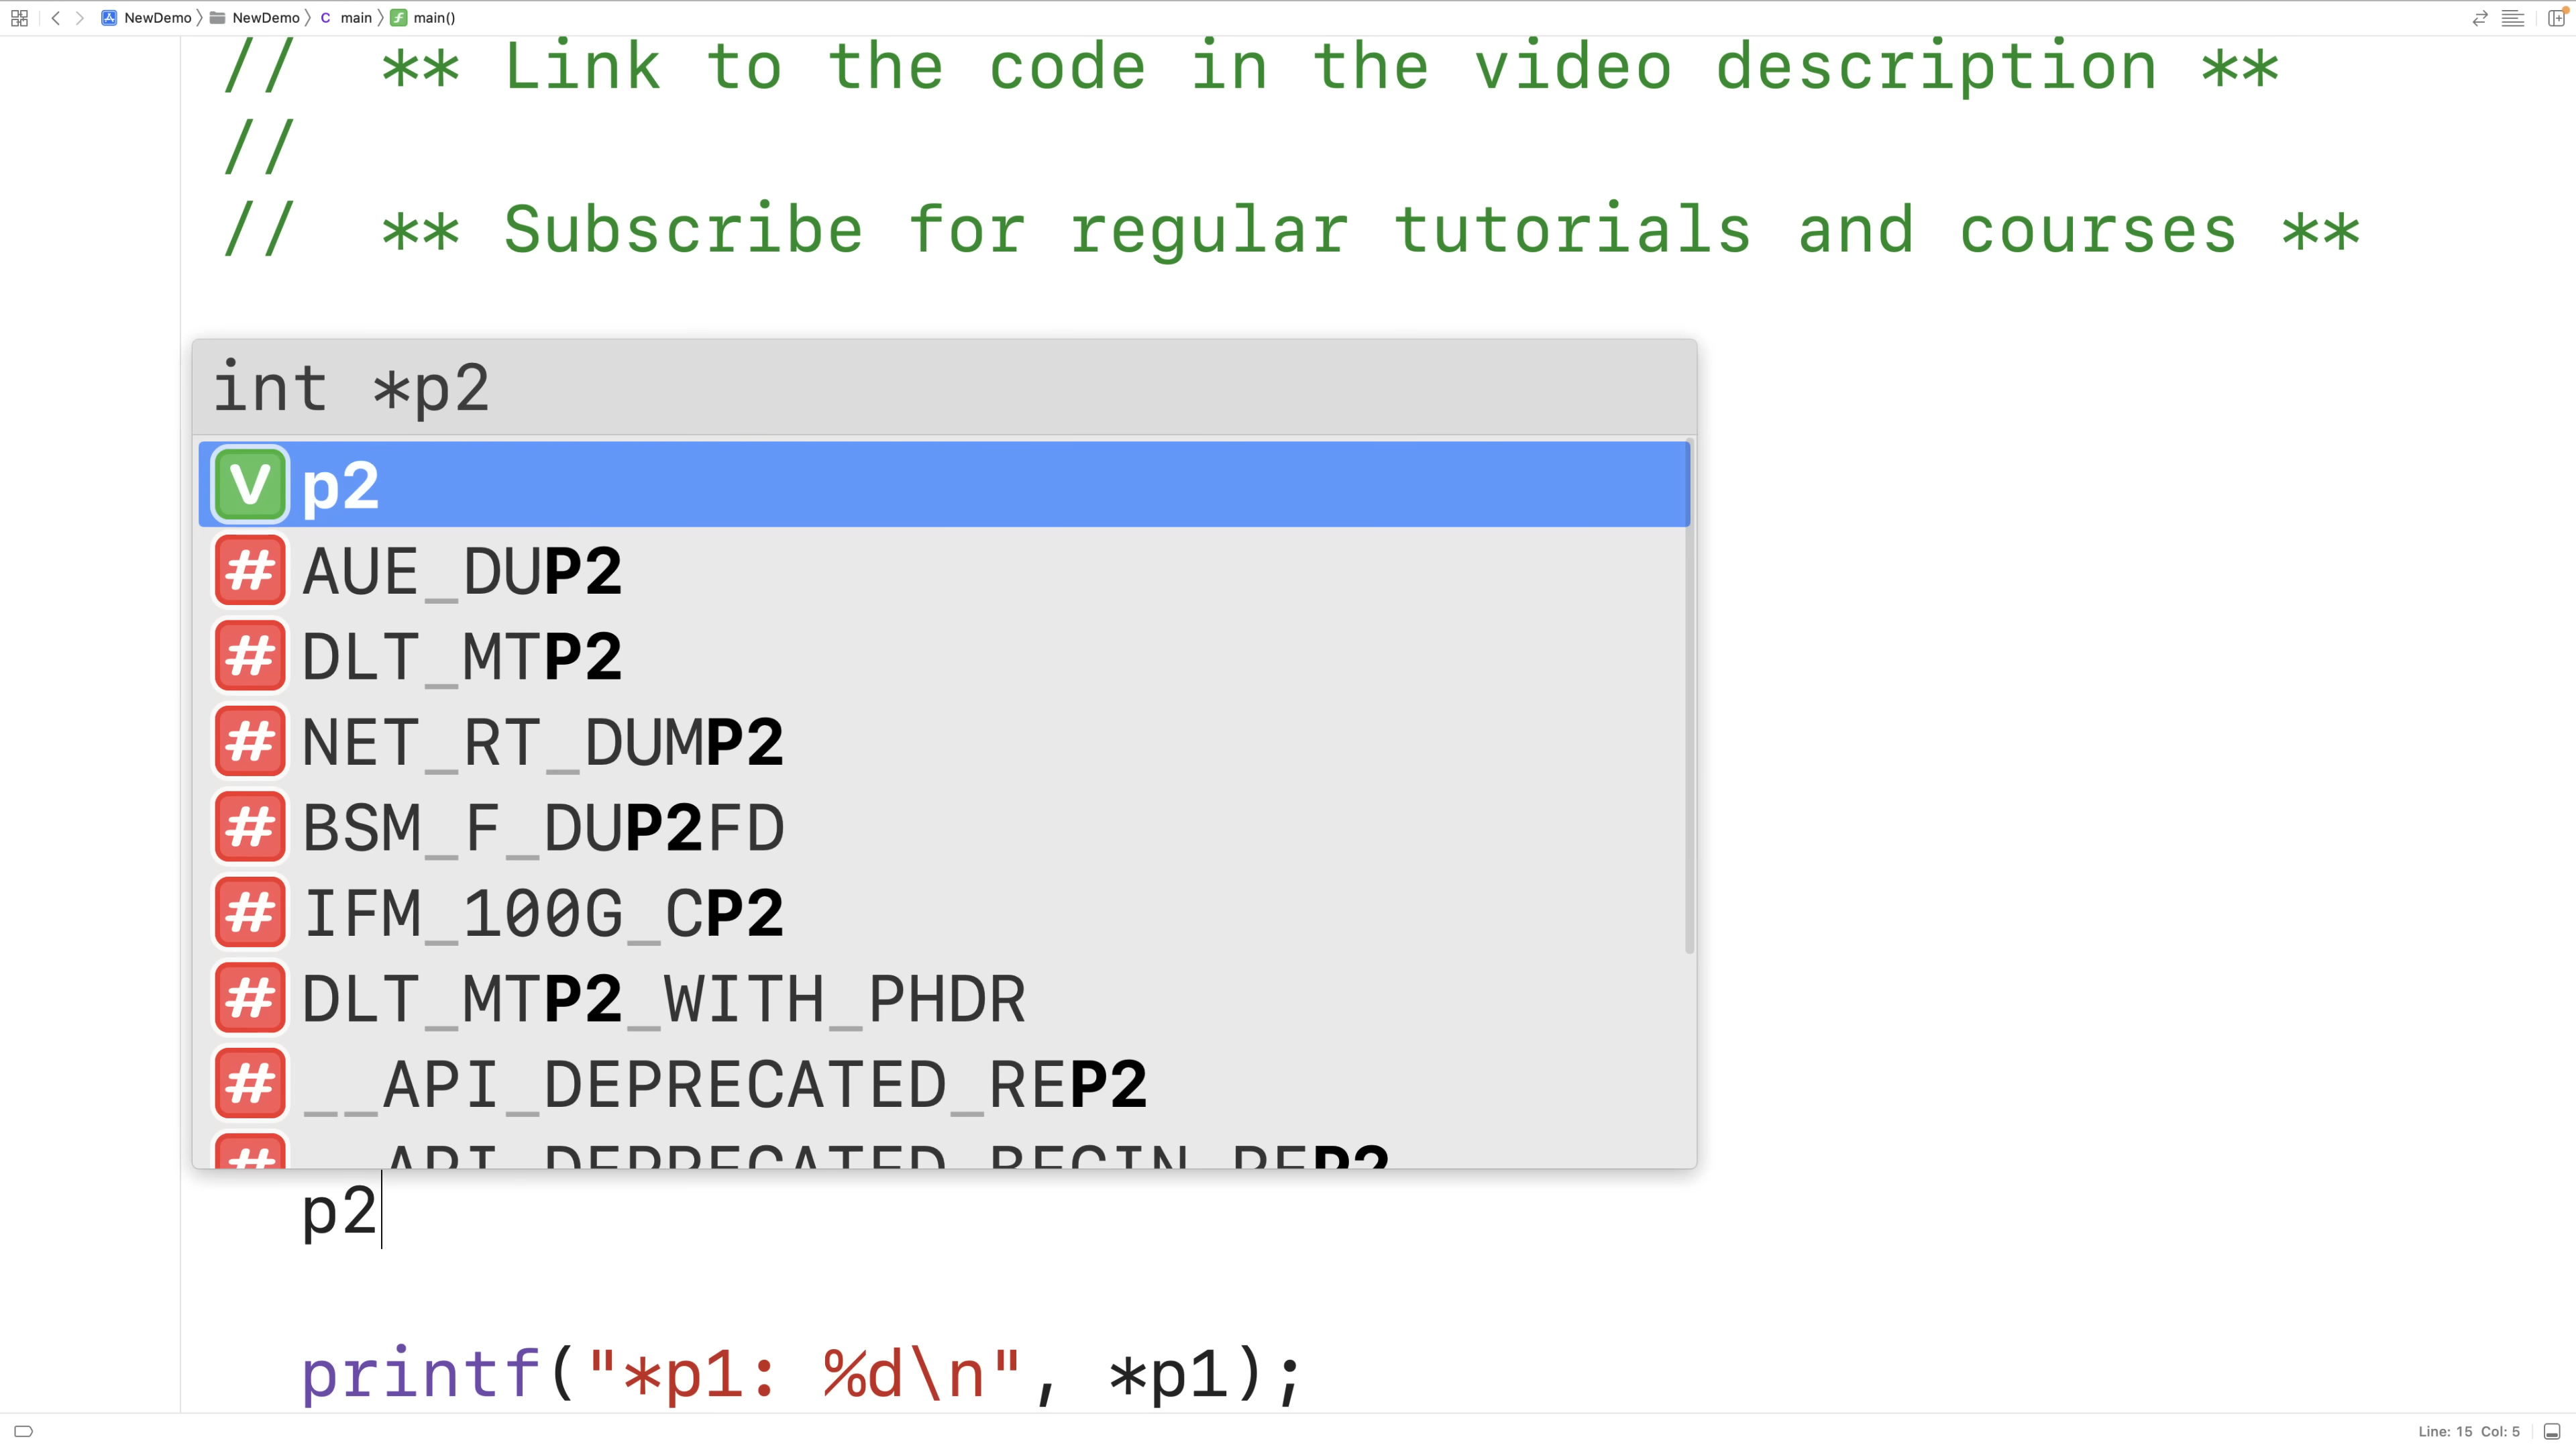 NewDemo NewDemo C main f main()
// ** Link to the code in the video description **
//
// ** Subscribe for regular tutorials and courses **
int *p2
V p2
# AUE_DUP2
# DLT_MTP2
# NET_RT_DUMP2
# BSM_F_DUP2FD
# IFM_100G_CP2
# DLT_MTP2_WITH_PHDR
# __API_DEPRECATED_REP2
# __API_DEPRECATED_BEGIN_REP2
p2
printf("*p1: %d\n", *p1);
Line: 15 Col: 5